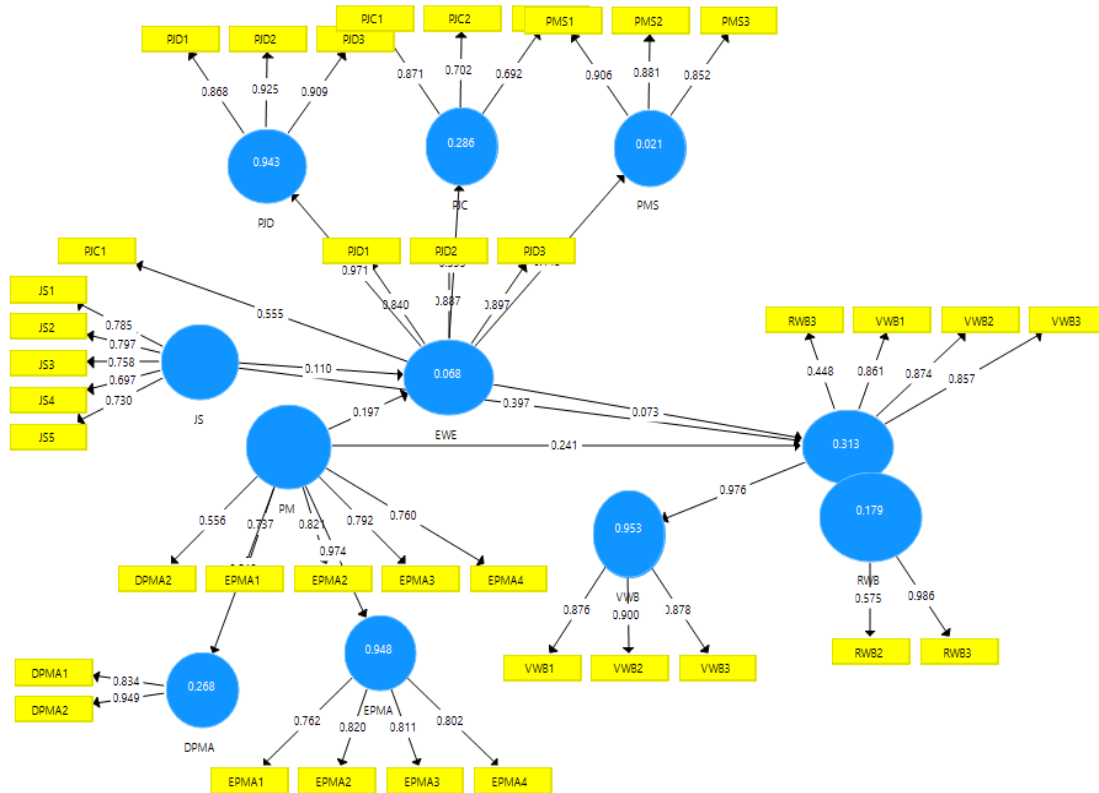 PJC1
PJC2
PMS1
PMS2
PMS3
PJD1
PJD2
PJD3
0.871
0.702
0.692
0.906
0.881
0.852
0.868
0.925
0.909
0.943
0.286
0.021
PJD
PJC
PMS
PJC1
PJD1
PJD2
PJD3
0.971
0.840
0.887
0.897
0.555
JS1
JS2
JS3
JS4
JS5
0.785
0.797
0.758
0.697
0.730
JS
0.110
0.068
0.397
0.073
0.197
EWE
0.241
RWB3
VWB1
VWB2
VWB3
0.448
0.861
0.874
0.857
0.313
0.976
0.179
RWB
0.575
0.986
RWB2
RWB3
0.953
VWB
0.876
0.900
0.878
VWB1
VWB2
VWB3
PM
0.556
0.737
0.821
0.974
0.792
0.760
DPMA2
EPMA1
EPMA2
EPMA3
EPMA4
DPMA1
DPMA2
0.834
0.949
0.268
DPMA
0.948
EPMA
0.762
0.820
0.811
0.802
EPMA1
EPMA2
EPMA3
EPMA4